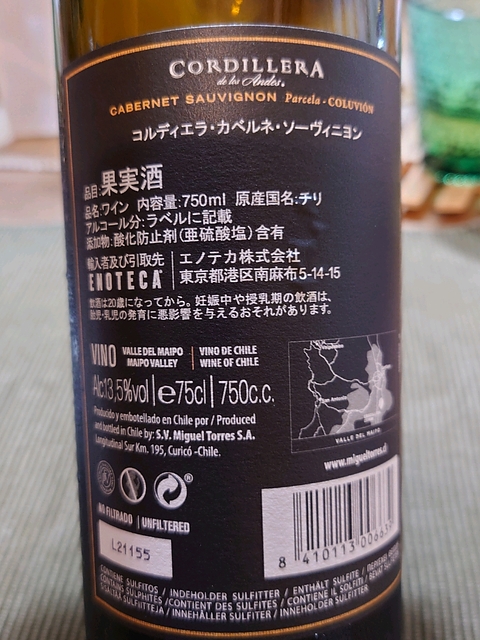 CORDILLERA
de los Andes
CABERNET SAUVIGNON Parcela - COLUVIÓN
コルディエラ・カベルネ・ソーヴィニヨン
品目:果実酒
品名:ワイン 内容量:750ml 原産国名:チリ
アルコール分:ラベルに記載
添加物:酸化防止剤(亜硫酸塩)含有
輸入者及び引取先 エノテカ株式会社
ENOTECA 東京都港区南麻布5-14-15
飲酒は20歳になってから。妊娠中や授乳期の飲酒は、
胎児・乳児の発育に悪影響を与えるおそれがあります。
VINO VALLE DEL MAIPO VINO DE CHILE
MAIPO VALLEY WINE OF CHILE
Alc13,5%vol e75cl 750c.c.
Producido y embotellado en Chile por / Produced
and bottled in Chile by: S.V. Miguel Torres S.A.
Longitudinal Sur Km. 195, Curicó -Chile.
VALLE DEL MAIPO
www.migueltorres.cl
NO FILTRADO | UNFILTERED
L21155
8 410113 00663
CONTIENE SULFITOS / INDEHOLDER SULFITTER / ENTHÄLT SULFITE /
CONTAINS SULPHITES / CONTIENT DES SULFITES / CONTIENE IL SOLFITI /
SISÄLTÄÄ SULFIITTEJA / INNEHÅLLER SULFITER / INNEHOLDER SULFITTER